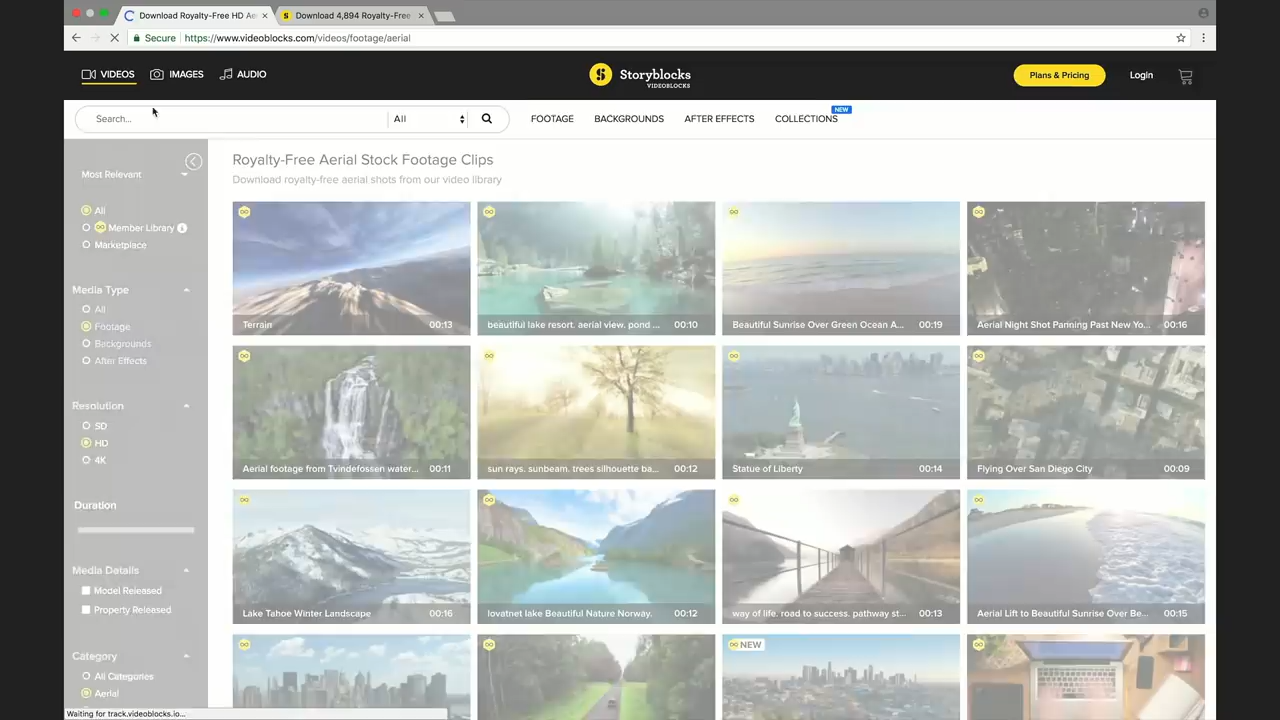 Download Royalty-Free HD Ae
Download 4,894 Royalty-Free
Secure https://www.videoblocks.com/videos/footage/aerial
VIDEOS IMAGES AUDIO
Storyblocks
VIDEOBLOCKS
Plans & Pricing
Login
Search...
All
FOOTAGE BACKGROUNDS AFTER EFFECTS COLLECTIONS
NEW
Most Relevant
All
Member Library
Marketplace
Media Type
All
Footage
Backgrounds
After Effects
Resolution
SD
HD
4K
Duration
Media Details
Model Released
Property Released
Category
All Categories
Aerial
Royalty-Free Aerial Stock Footage Clips
Download royalty-free aerial shots from our video library
Terrain 00:13
beautiful lake resort. aerial view. pond ... 00:10
Beautiful Sunrise Over Green Ocean A... 00:19
Aerial Night Shot Panning Past New Yo... 00:16
Aerial footage from Tvindefossen water... 00:11
sun rays. sunbeam. trees silhouette ba... 00:12
Statue of Liberty 00:14
Flying Over San Diego City 00:09
Lake Tahoe Winter Landscape 00:16
lovatnet lake Beautiful Nature Norway. 00:12
way of life. road to success. pathway st... 00:13
Aerial Lift to Beautiful Sunrise Over Be... 00:15
NEW
Waiting for track.videoblocks.io...